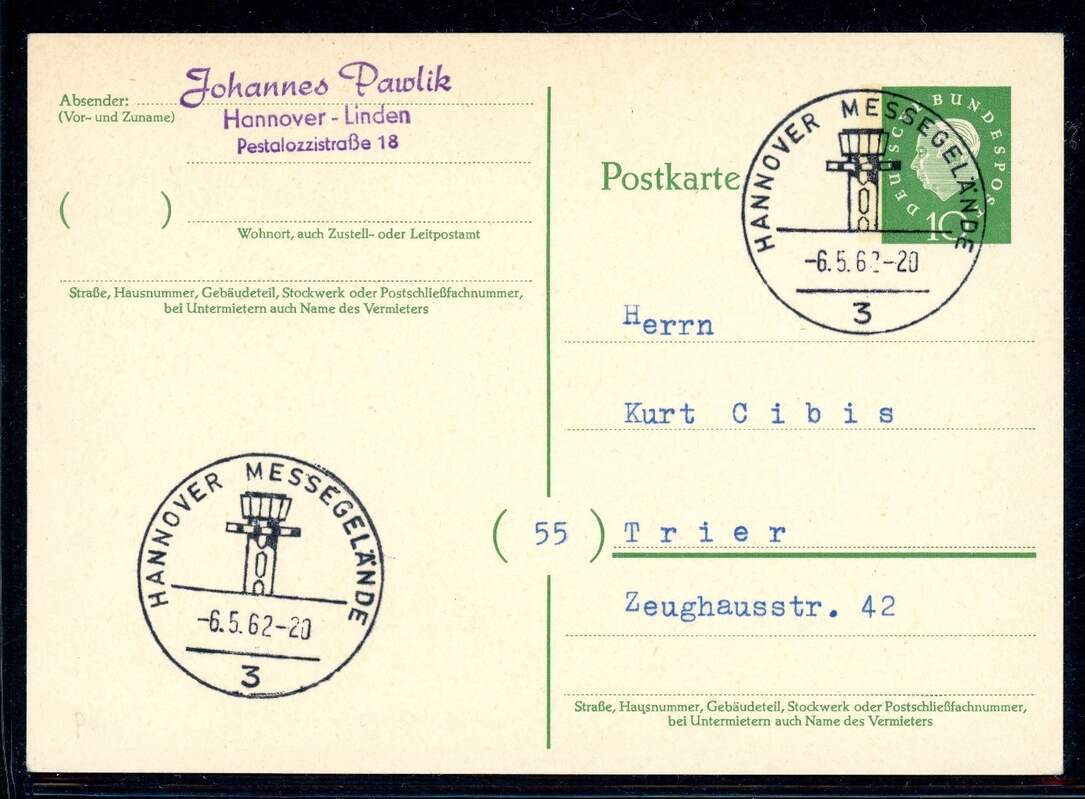 Absender:
(Vor- und Zuname)
Johannes Pawlik
Hannover - Linden
Pestalozzistraße 18
( )
Wohnort, auch Zustell- oder Leitpostamt
Straße, Hausnummer, Gebäudeteil, Stockwerk oder Postschließfachnummer,
bei Untermietern auch Name des Vermieters
HANNOVER MESSEGELÄNDE
-6.5.62-20
3
Postkarte
DEUTSCHE BUNDESPOST
10
HANNOVER MESSEGELÄNDE
-6.5.62-20
3
Herrn
Kurt C i b i s
( 55 ) T r i e r
Zeughausstr. 42
Straße, Hausnummer, Gebäudeteil, Stockwerk oder Postschließfachnummer,
bei Untermietern auch Name des Vermieters